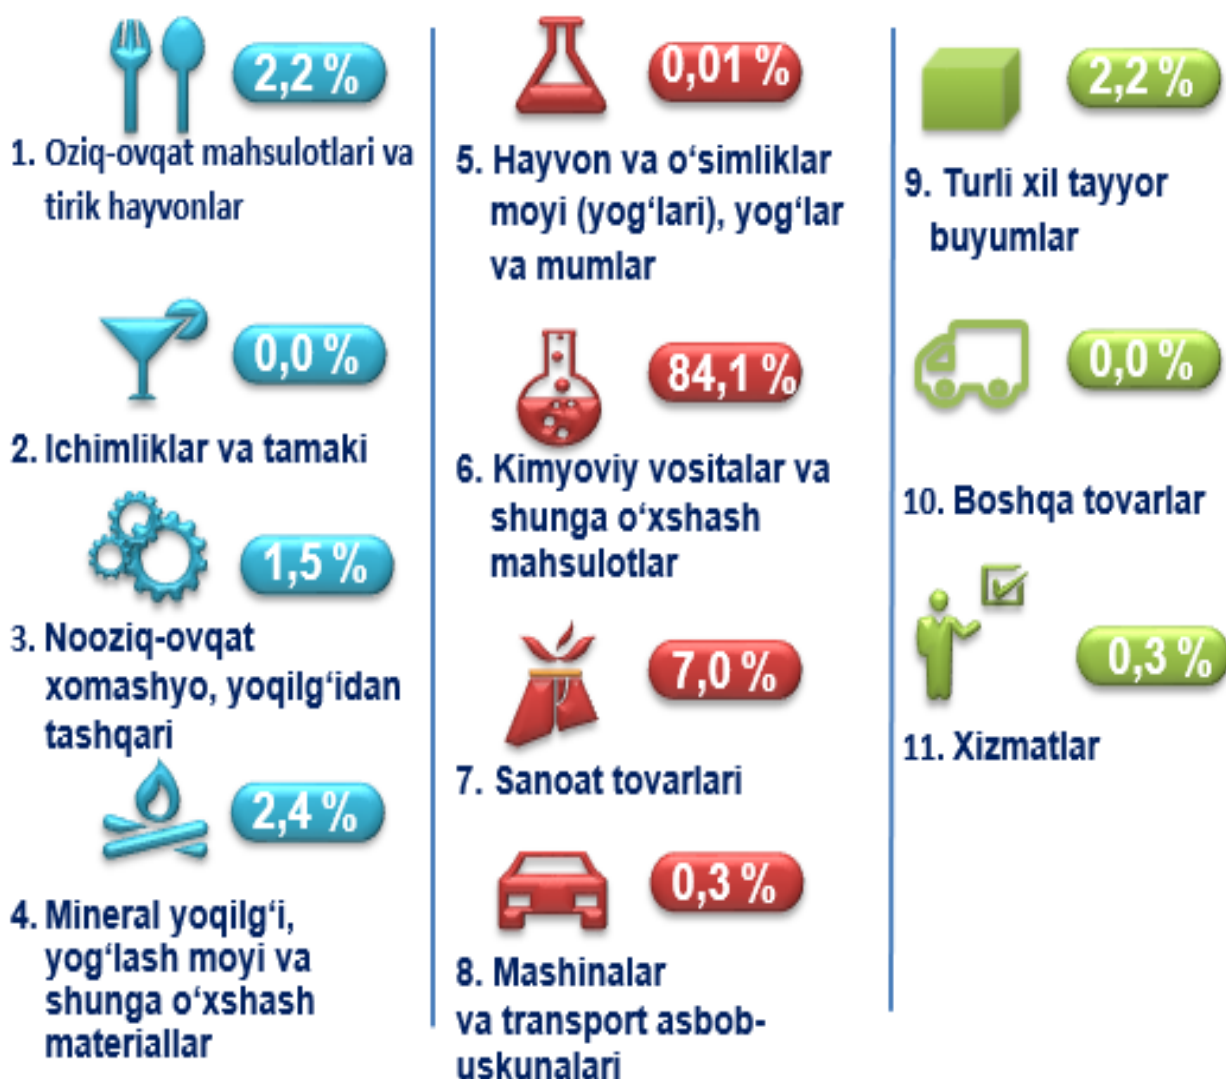 2,2 %
1. Oziq-ovqat mahsulotlari va
tirik hayvonlar
0,0 %
2. Ichimliklar va tamaki
1,5 %
3. Nooziq-ovqat
xomashyo, yoqilg‘idan
tashqari
2,4 %
4. Mineral yoqilg‘i,
yog‘lash moyi va
shunga o‘xshash
materiallar
0,01 %
5. Hayvon va o‘simliklar
moyi (yog‘lari), yog‘lar
va mumlar
84,1 %
6. Kimyoviy vositalar va
shunga o‘xshash
mahsulotlar
7,0 %
7. Sanoat tovarlari
0,3 %
8. Mashinalar
va transport asbob-
uskunalari
2,2 %
9. Turli xil tayyor
buyumlar
0,0 %
10. Boshqa tovarlar
0,3 %
11. Xizmatlar